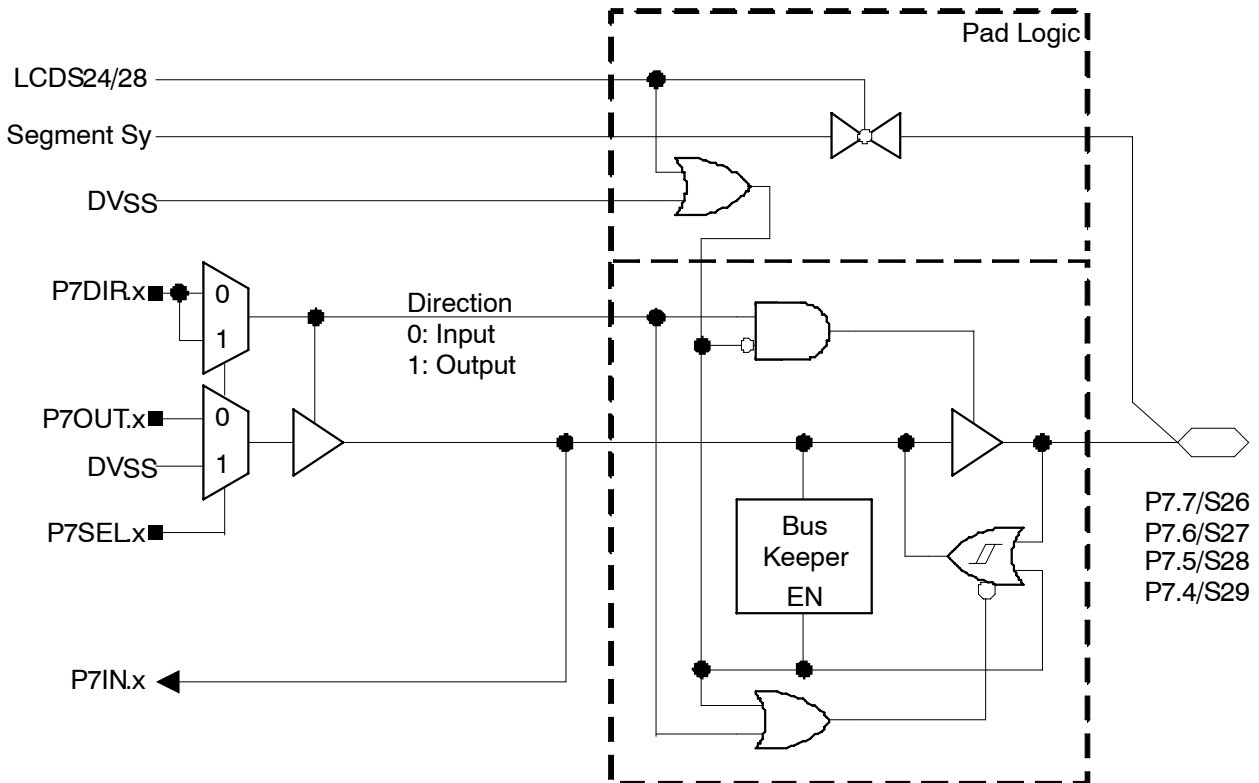 Pad Logic
LCDS24/28
Segment Sy
DVSS
P7DIR.x
0
1
Direction
0: Input
1: Output
P7OUT.x
0
DVSS
1
P7SEL.x
Bus
Keeper
EN
P7.7/S26
P7.6/S27
P7.5/S28
P7.4/S29
P7IN.x